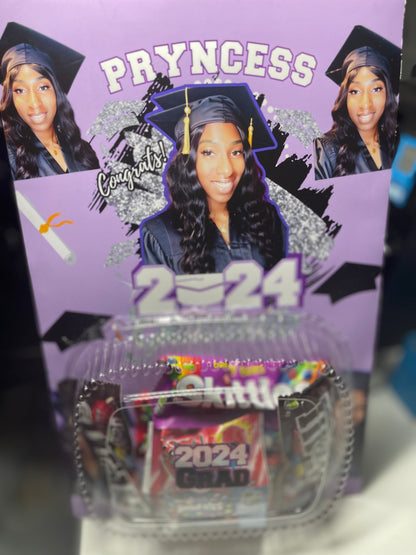 PRYNCESS
Congrats!
2024
Skittles
2024
GRAD